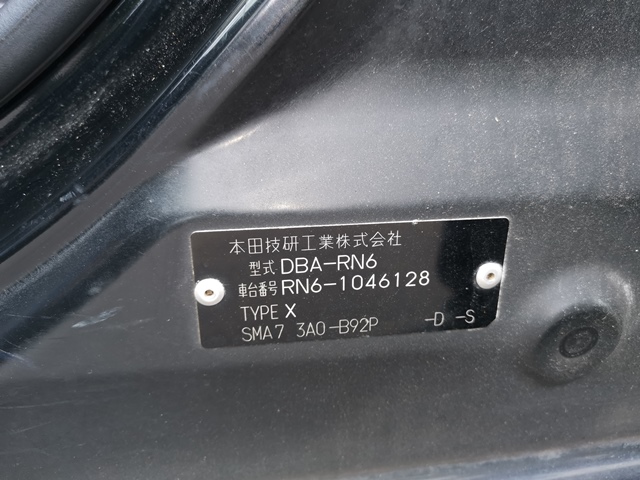 本田技研工業株式会社
型式 DBA-RN6
車台番号 RN6-1046128
TYPE X
SMA7 3A0-B92P -D -S